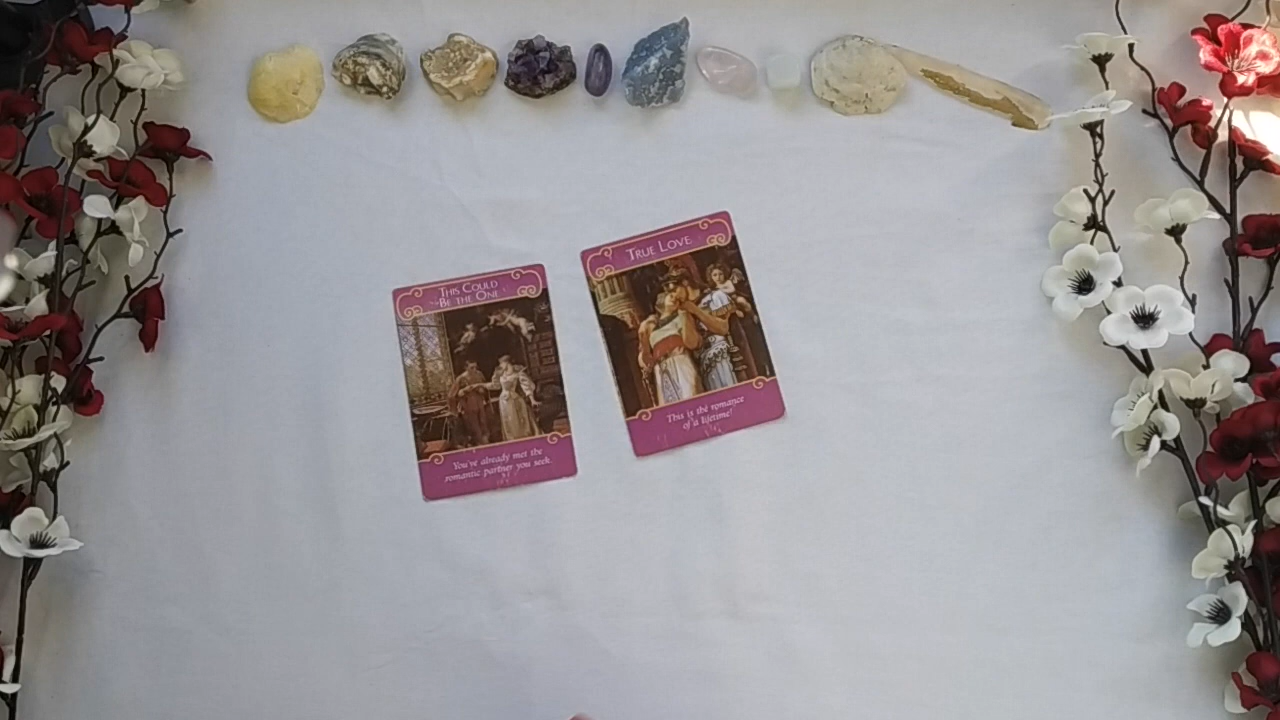 THIS COULD
BE THE ONE
You've already met the
romantic partner you seek.
TRUE LOVE
This is the romance
of a lifetime!